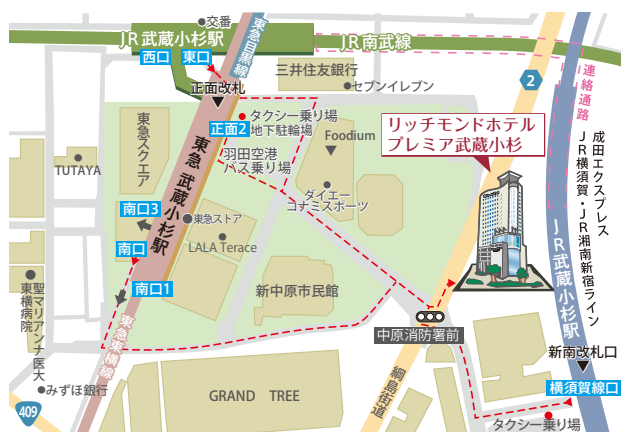 交番
JR 武蔵小杉駅
東急目黒線
JR 南武線
西口
東口
三井住友銀行
セブンイレブン
2
連絡通路
正面改札
タクシー乗り場
地下駐輪場
正面2
Foodium
リッチモンドホテル
プレミア武蔵小杉
成田エクスプレス
JR横須賀・JR湘南新宿ライン
東急スクエア
羽田空港
バス乗り場
TUTAYA
東急 武蔵小杉駅
ダイエー
コナミスポーツ
南口3
東急ストア
LALA Terace
南口
JR武蔵小杉駅
南口1
新中原市民館
聖マリアンナ医大
東横病院
東急東横線
中原消防署前
新南改札口
綱島街道
みずほ銀行
GRAND TREE
横須賀線口
409
タクシー乗り場